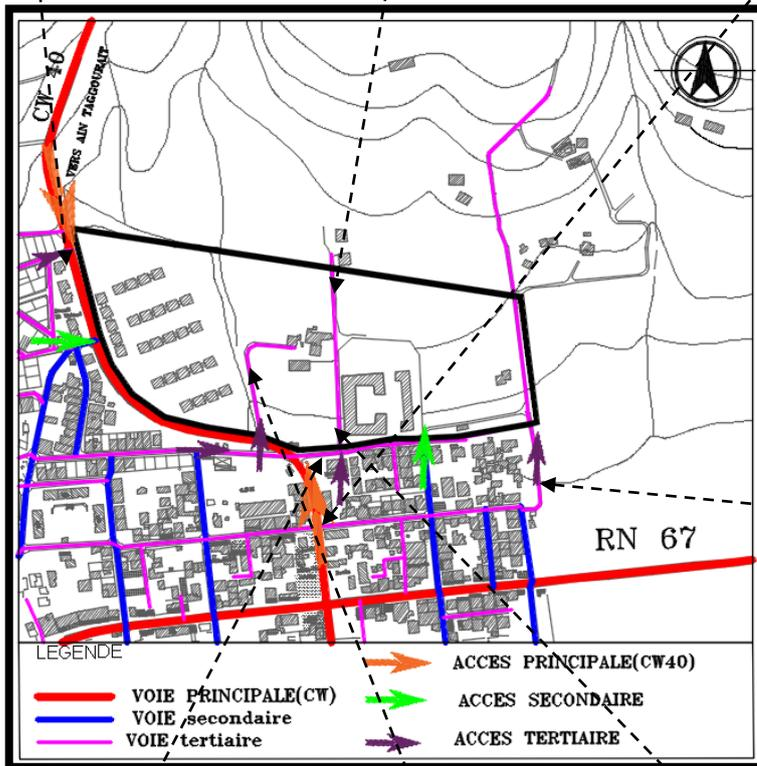 CW-40
VERS AIN TAGGOURAIT
RN 67
LEGENDE
VOIE PRINCIPALE(CW)
VOIE secondaire
VOIE tertiaire
ACCES PRINCIPALE(CW40)
ACCES SECONDAIRE
ACCES TERTIAIRE